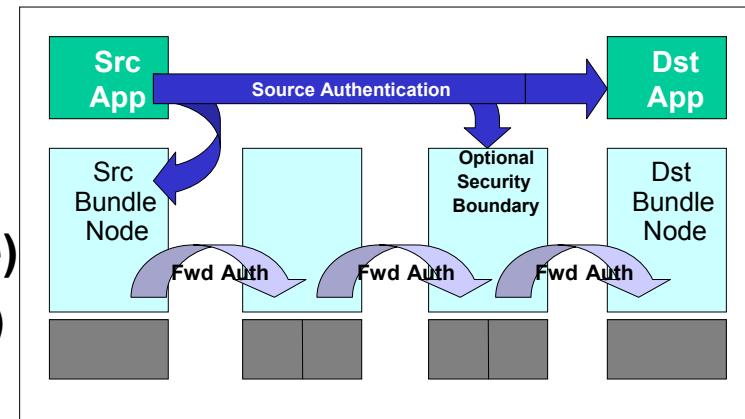 Src
App
Source Authentication
Dst
App
Src
Bundle
Node
Optional
Security
Boundary
Dst
Bundle
Node
)
)
Fwd Auth
Fwd Auth
Fwd Auth